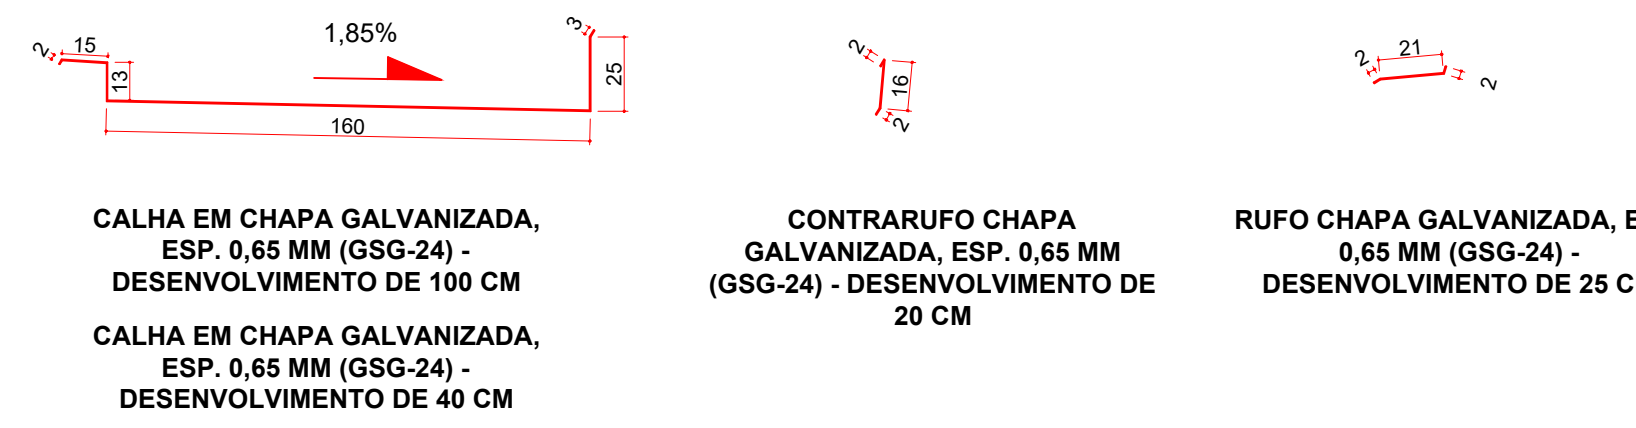 2
15
13
1,85%
3
25
160
CALHA EM CHAPA GALVANIZADA,
ESP. 0,65 MM (GSG-24) -
DESENVOLVIMENTO DE 100 CM
CALHA EM CHAPA GALVANIZADA,
ESP. 0,65 MM (GSG-24) -
DESENVOLVIMENTO DE 40 CM
2
16
2
CONTRARUFO CHAPA
GALVANIZADA, ESP. 0,65 MM
(GSG-24) - DESENVOLVIMENTO DE
20 CM
2
21
2
RUFO CHAPA GALVANIZADA,
0,65 MM (GSG-24) -
DESENVOLVIMENTO DE 25